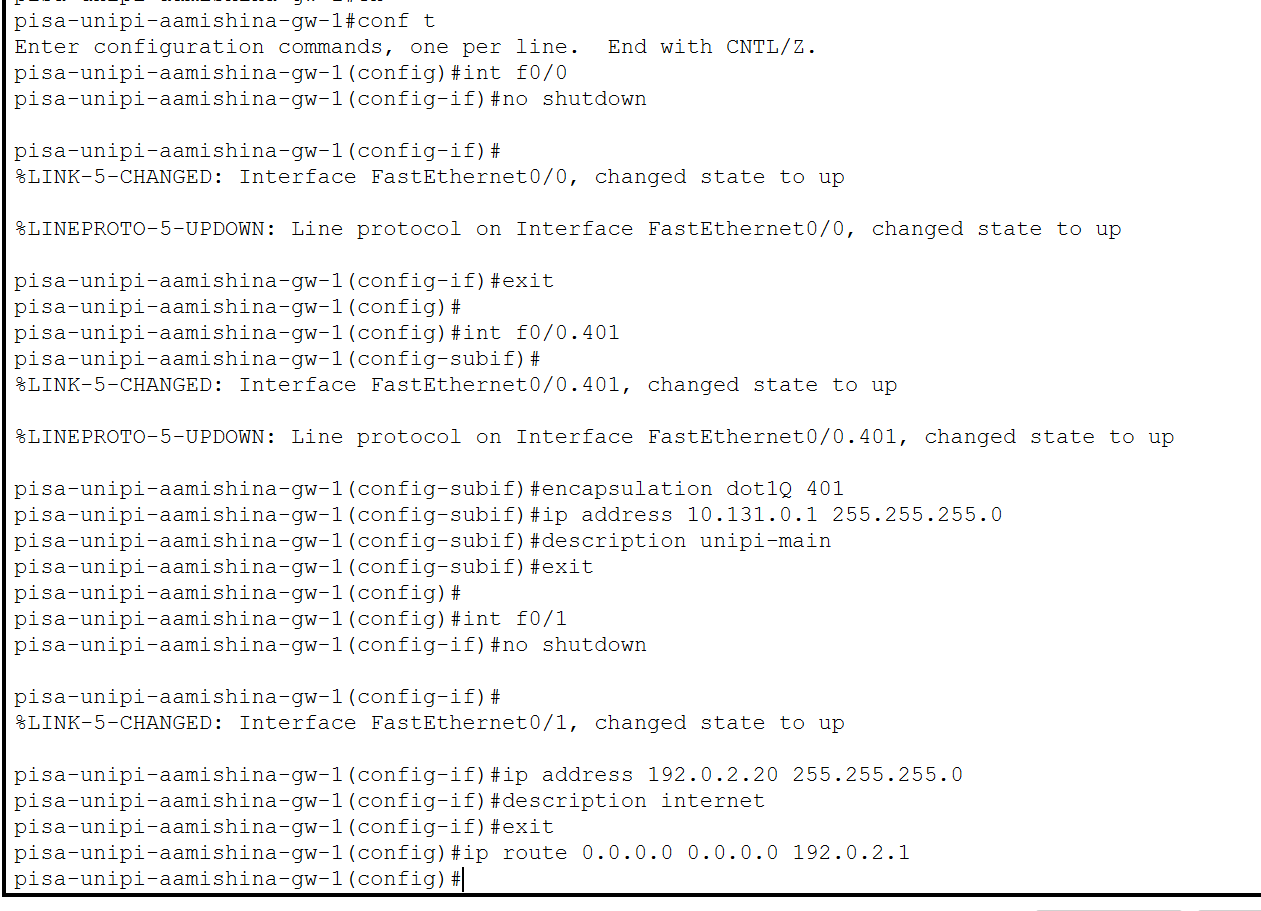 pisa-unipi-aamishina-gw-1#conf t
Enter configuration commands, one per line.  End with CNTL/Z.
pisa-unipi-aamishina-gw-1(config)#int f0/0
pisa-unipi-aamishina-gw-1(config-if)#no shutdown
pisa-unipi-aamishina-gw-1(config-if)#
%LINK-5-CHANGED: Interface FastEthernet0/0, changed state to up
%LINEPROTO-5-UPDOWN: Line protocol on Interface FastEthernet0/0, changed state to up
pisa-unipi-aamishina-gw-1(config-if)#exit
pisa-unipi-aamishina-gw-1(config)#
pisa-unipi-aamishina-gw-1(config)#int f0/0.401
pisa-unipi-aamishina-gw-1(config-subif)#
%LINK-5-CHANGED: Interface FastEthernet0/0.401, changed state to up
%LINEPROTO-5-UPDOWN: Line protocol on Interface FastEthernet0/0.401, changed state to up
pisa-unipi-aamishina-gw-1(config-subif)#encapsulation dot1Q 401
pisa-unipi-aamishina-gw-1(config-subif)#ip address 10.131.0.1 255.255.255.0
pisa-unipi-aamishina-gw-1(config-subif)#description unipi-main
pisa-unipi-aamishina-gw-1(config-subif)#exit
pisa-unipi-aamishina-gw-1(config)#
pisa-unipi-aamishina-gw-1(config)#int f0/1
pisa-unipi-aamishina-gw-1(config-if)#no shutdown
pisa-unipi-aamishina-gw-1(config-if)#
%LINK-5-CHANGED: Interface FastEthernet0/1, changed state to up
pisa-unipi-aamishina-gw-1(config-if)#ip address 192.0.2.20 255.255.255.0
pisa-unipi-aamishina-gw-1(config-if)#description internet
pisa-unipi-aamishina-gw-1(config-if)#exit
pisa-unipi-aamishina-gw-1(config)#ip route 0.0.0.0 0.0.0.0 192.0.2.1
pisa-unipi-aamishina-gw-1(config)#